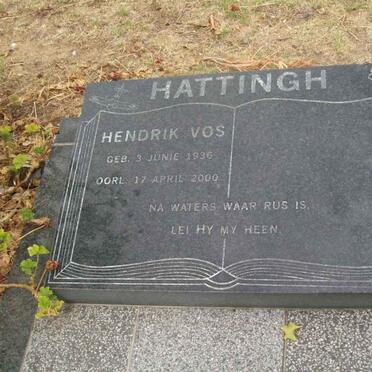 HATTINGH
HENDRIK VOS
GEB. 3 JUNIE 1936
OORL. 17 APRIL 2000
NA WATERS WAAR RUS IS,
LEI HY MY HEEN.